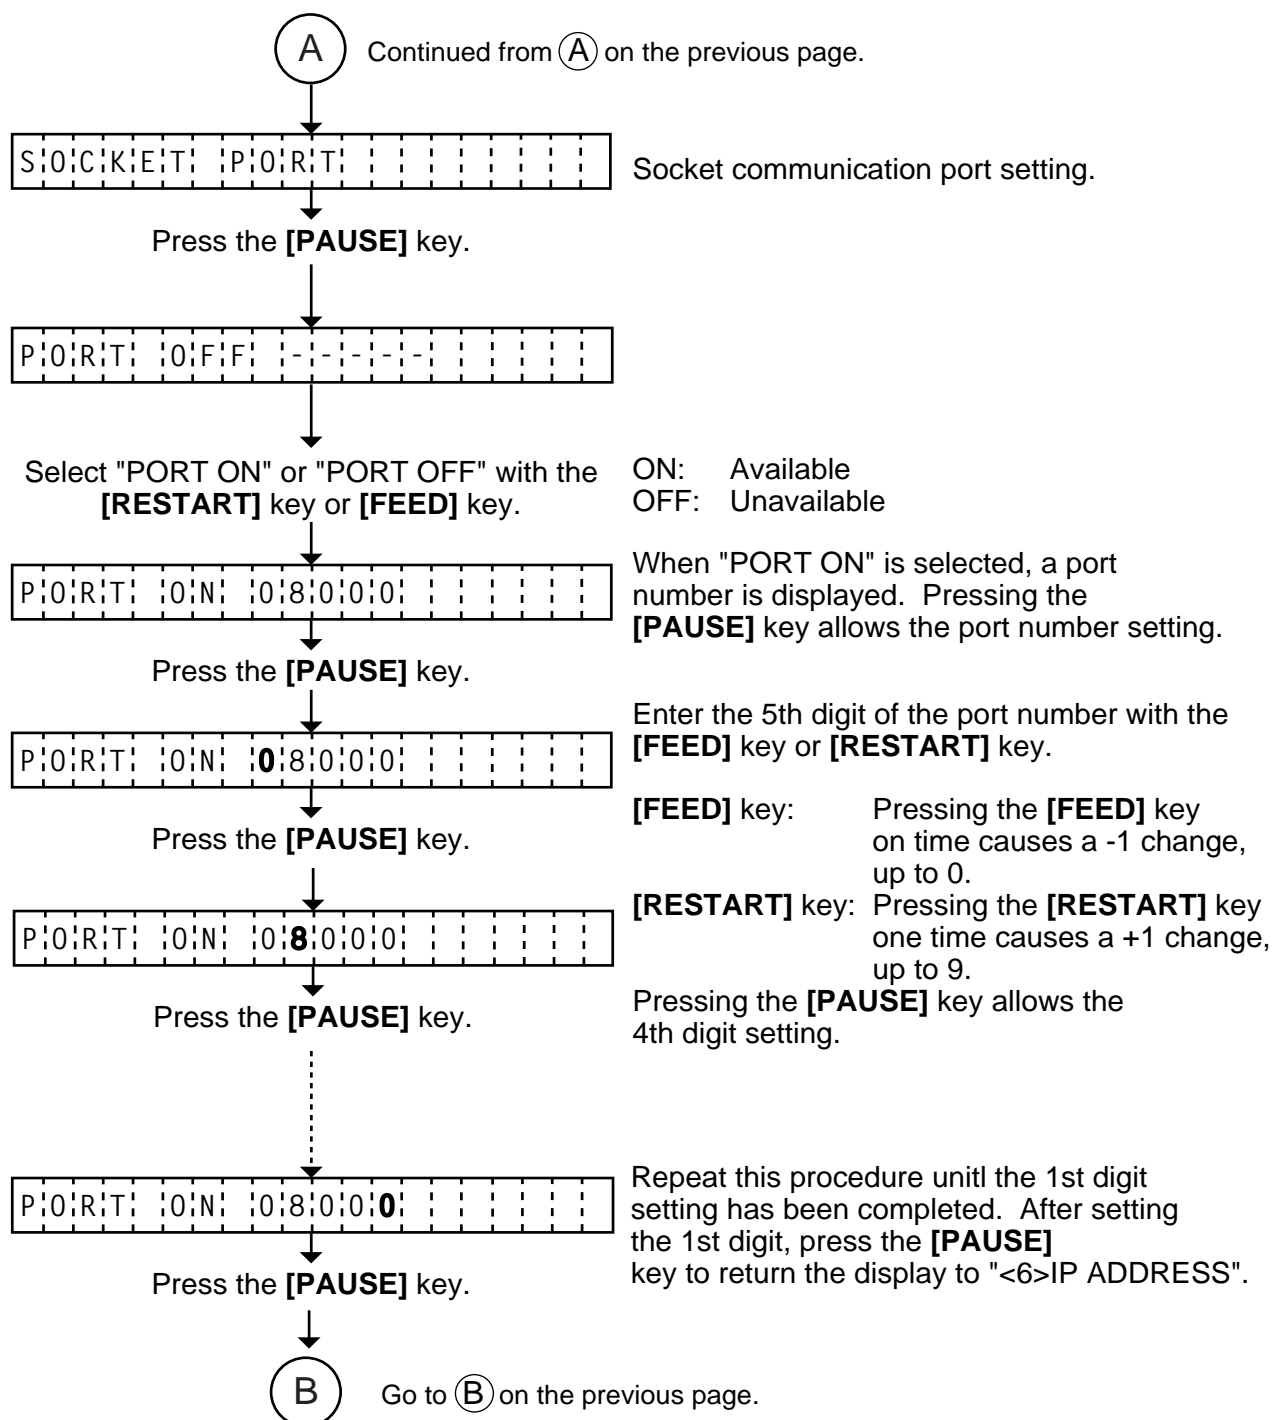 A Continued from A on the previous page.
SOCKET PORT Socket communication port setting.
Press the [PAUSE] key.
PORT OFF -----
Select "PORT ON" or "PORT OFF" with the
[RESTART] key or [FEED] key.
ON: Available
OFF: Unavailable
PORT ON 08000
When "PORT ON" is selected, a port
number is displayed. Pressing the
[PAUSE] key allows the port number setting.
Press the [PAUSE] key.
PORT ON 08000
Enter the 5th digit of the port number with the
[FEED] key or [RESTART] key.
Press the [PAUSE] key.
[FEED] key: Pressing the [FEED] key
on time causes a -1 change,
up to 0.
[RESTART] key: Pressing the [RESTART] key
one time causes a +1 change,
up to 9.
PORT ON 08000
Press the [PAUSE] key.
Pressing the [PAUSE] key allows the
4th digit setting.
PORT ON 08000
Repeat this procedure unitl the 1st digit
setting has been completed. After setting
the 1st digit, press the [PAUSE]
key to return the display to "<6>IP ADDRESS".
Press the [PAUSE] key.
B Go to B on the previous page.